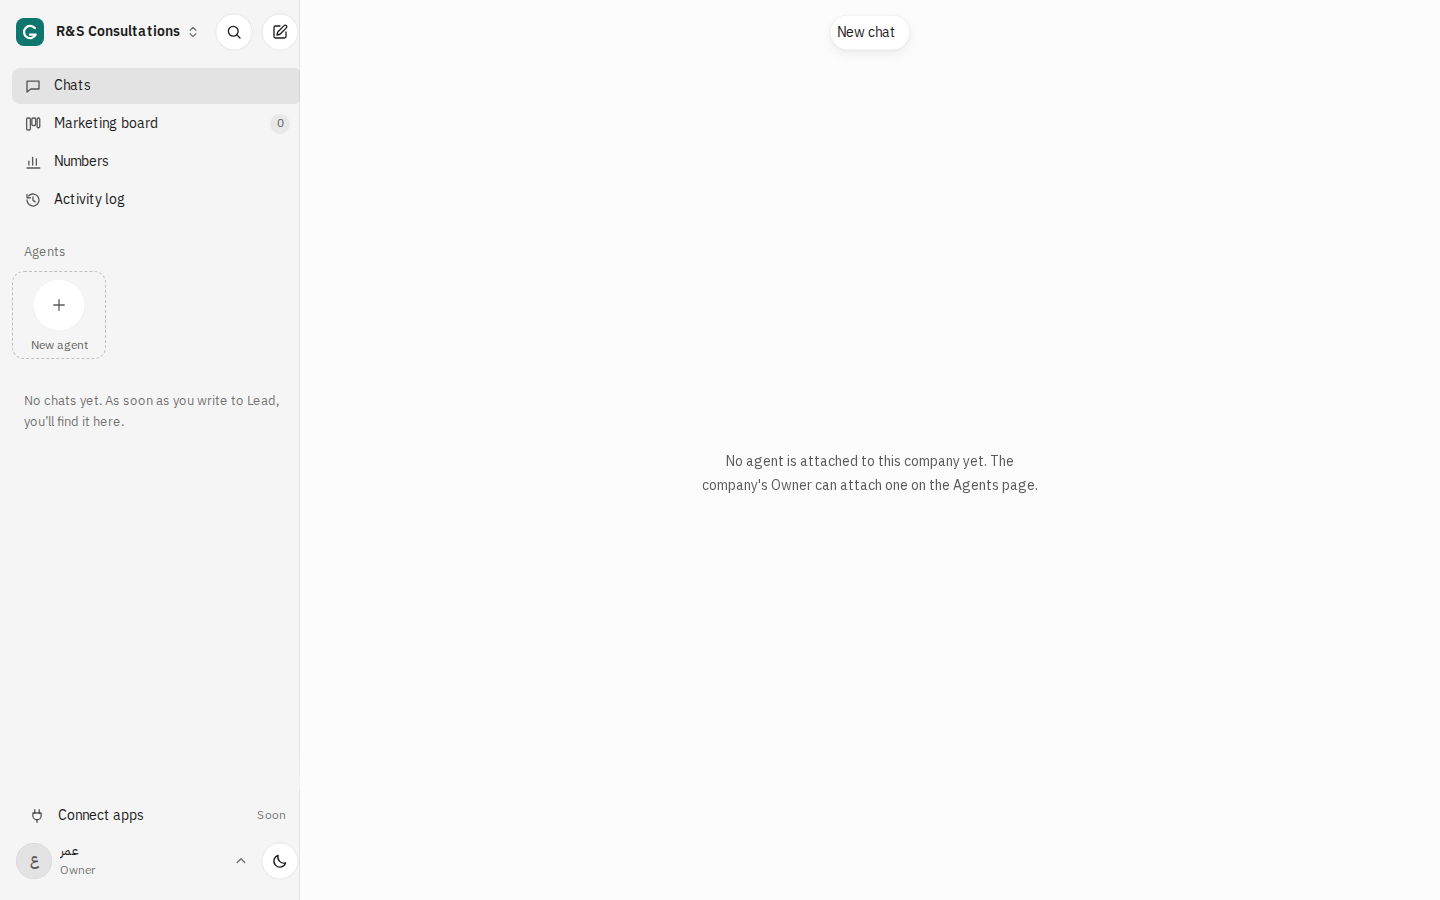 R&S Consultations
Chats
Marketing board
0
Numbers
Activity log
Agents
New agent
No chats yet. As soon as you write to Lead,
you'll find it here.
Connect apps
Soon
ع
عمر
Owner
New chat
No agent is attached to this company yet. The
company's Owner can attach one on the Agents page.